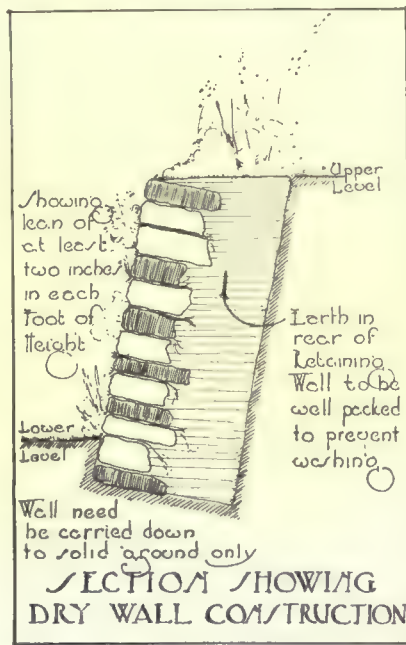 Upper
Level
Showing
lean of
at least
two inches
in each
Foot of
Height
Earth in
rear of
Retaining
Wall to be
well packed
to prevent
washing
Lower
Level
Wall need
be carried down
to solid ground only
SECTION SHOWING
DRY WALL CONSTRUCTION